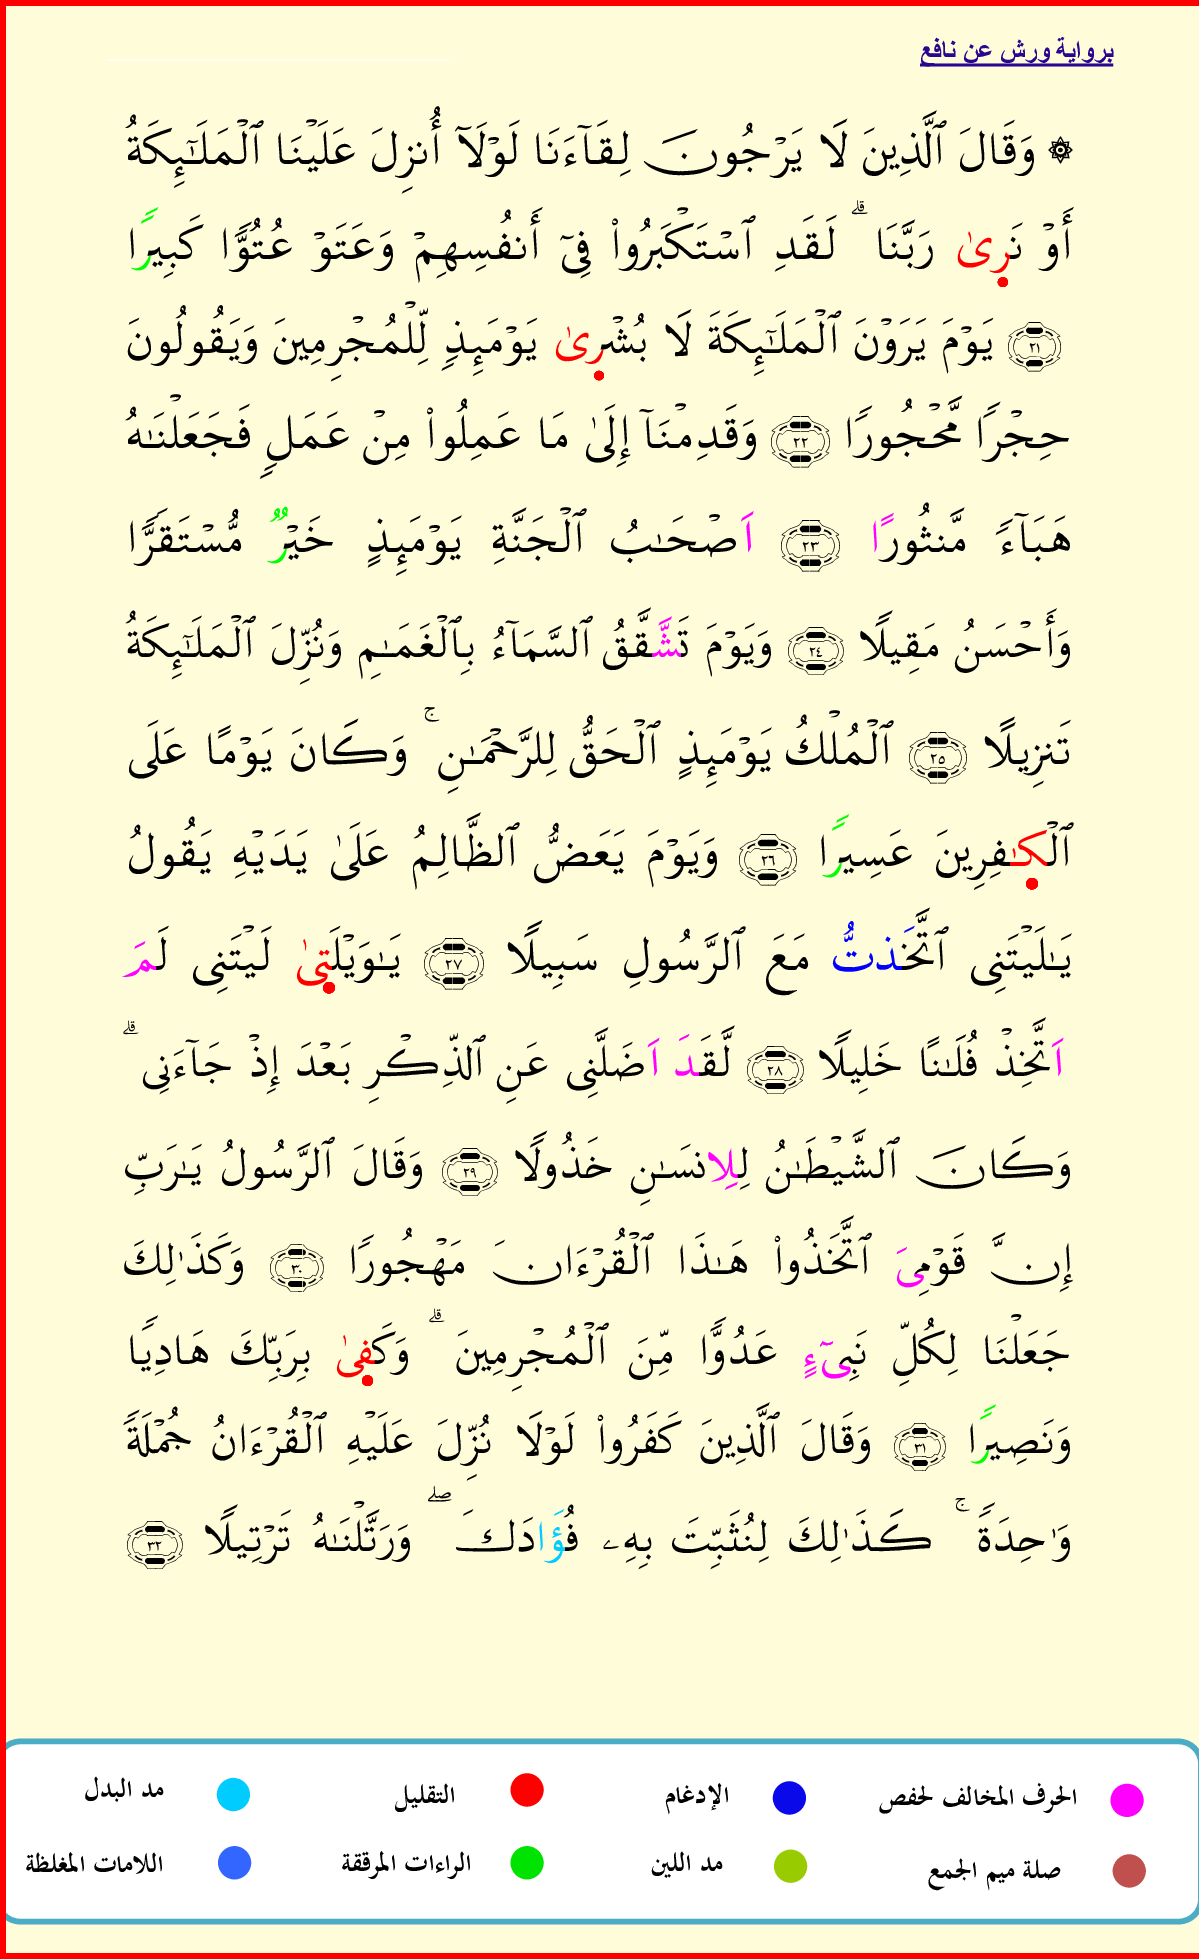 برواية ورش عن نافع
۞ وَقَالَ ٱلَّذِينَ لَا يَرْجُونَ لِقَآءَنَا لَوْلَآ أُنزِلَ عَلَيْنَا ٱلْمَلَٰٓئِكَةُ
أَوْ نَرِىٰ رَبَّنَا ۗ لَقَدِ ٱسْتَكْبَرُوا۟ فِىٓ أَنفُسِهِمْ وَعَتَوْ عُتُوًّا كَبِيرًا
٢١ يَوْمَ يَرَوْنَ ٱلْمَلَٰٓئِكَةَ لَا بُشْرِىٰ يَوْمَئِذٍ لِّلْمُجْرِمِينَ وَيَقُولُونَ
حِجْرًا مَّحْجُورًا ٢٢ وَقَدِمْنَآ إِلَىٰ مَا عَمِلُوا۟ مِنْ عَمَلٍ فَجَعَلْنَٰهُ
هَبَآءً مَّنثُورًا ٢٣ اَصْحَٰبُ ٱلْجَنَّةِ يَوْمَئِذٍ خَيْرٌ مُّسْتَقَرًّا
وَأَحْسَنُ مَقِيلًا ٢٤ وَيَوْمَ تَشَّقَّقُ ٱلسَّمَآءُ بِٱلْغَمَٰمِ وَنُزِّلَ ٱلْمَلَٰٓئِكَةُ
تَنزِيلًا ٢٥ ٱلْمُلْكُ يَوْمَئِذٍ ٱلْحَقُّ لِلرَّحْمَٰنِ ۚ وَكَانَ يَوْمًا عَلَى
ٱلْكَٰفِرِينَ عَسِيرًا ٢٦ وَيَوْمَ يَعَضُّ ٱلظَّالِمُ عَلَىٰ يَدَيْهِ يَقُولُ
يَٰلَيْتَنِى ٱتَّخَذتُّ مَعَ ٱلرَّسُولِ سَبِيلًا ٢٧ يَٰوَيْلَتِىٰ لَيْتَنِى لَمَ
اَتَّخِذْ فُلَانًا خَلِيلًا ٢٨ لَّقَدَ اَضَلَّنِى عَنِ ٱلذِّكْرِ بَعْدَ إِذْ جَآءَنِى ۗ
وَكَانَ ٱلشَّيْطَٰنُ لِلِانسَٰنِ خَذُولًا ٢٩ وَقَالَ ٱلرَّسُولُ يَٰرَبِّ
إِنَّ قَوْمِىَ ٱتَّخَذُوا۟ هَٰذَا ٱلْقُرْءَانَ مَهْجُورًا ٣٠ وَكَذَٰلِكَ
جَعَلْنَا لِكُلِّ نَبِىٓءٍ عَدُوًّا مِّنَ ٱلْمُجْرِمِينَ ۗ وَكَفِىٰ بِرَبِّكَ هَادِيًا
وَنَصِيرًا ٣١ وَقَالَ ٱلَّذِينَ كَفَرُوا۟ لَوْلَا نُزِّلَ عَلَيْهِ ٱلْقُرْءَانُ جُمْلَةً
وَٰحِدَةً ۚ كَذَٰلِكَ لِنُثَبِّتَ بِهِۦ فُؤَادَكَ ۖ وَرَتَّلْنَٰهُ تَرْتِيلًا ٣٢
الحرف المخالف لحفص الإدغام التقليل مد البدل
صلة ميم الجمع مد اللين الراءات المرققة اللامات المغلظة